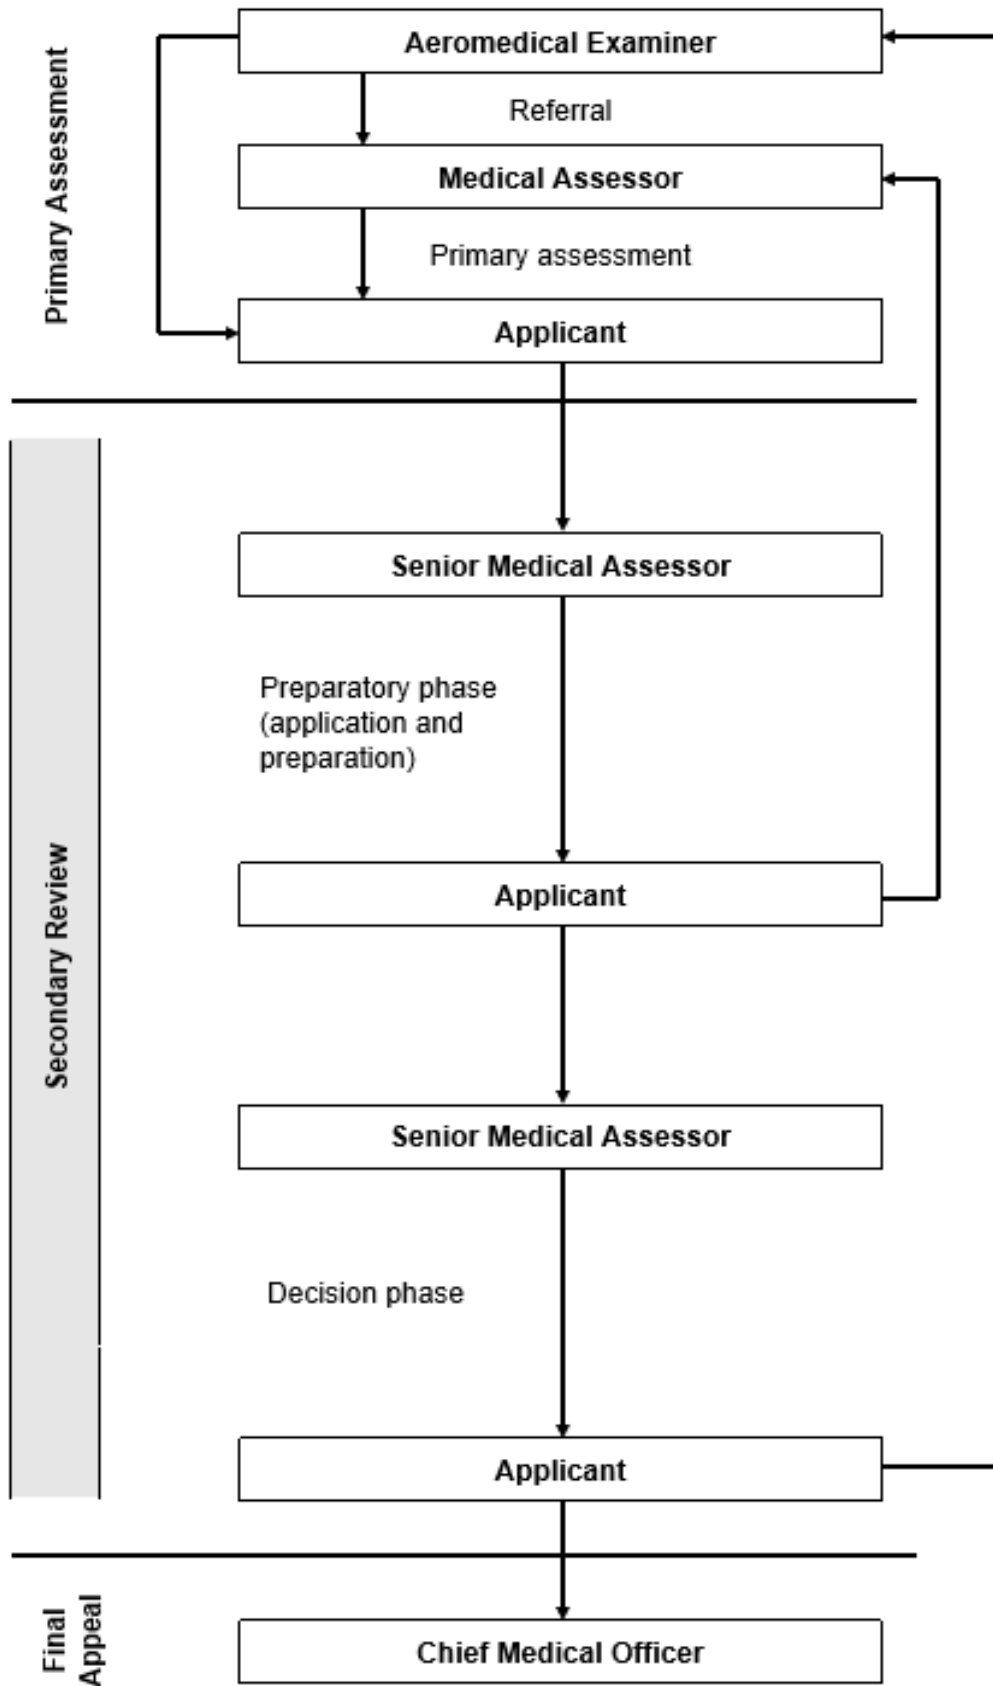 Primary Assessment
Aeromedical Examiner
Referral
Medical Assessor
Primary assessment
Applicant
Secondary Review
Senior Medical Assessor
Preparatory phase
(application and
preparation)
Applicant
Senior Medical Assessor
Decision phase
Applicant
Final
Appeal
Chief Medical Officer